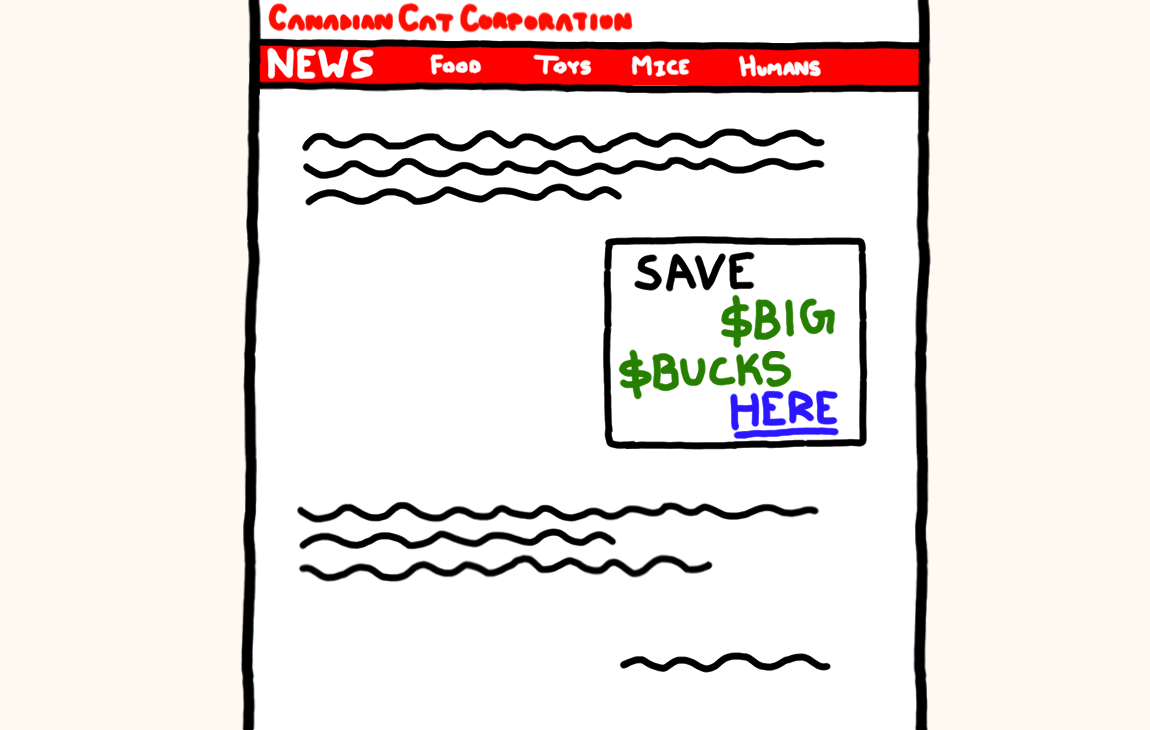 CANADIAN CAT CORPORATION
NEWS FOOD TOYS MICE HUMANS
SAVE
$BIG
$BUCKS
HERE